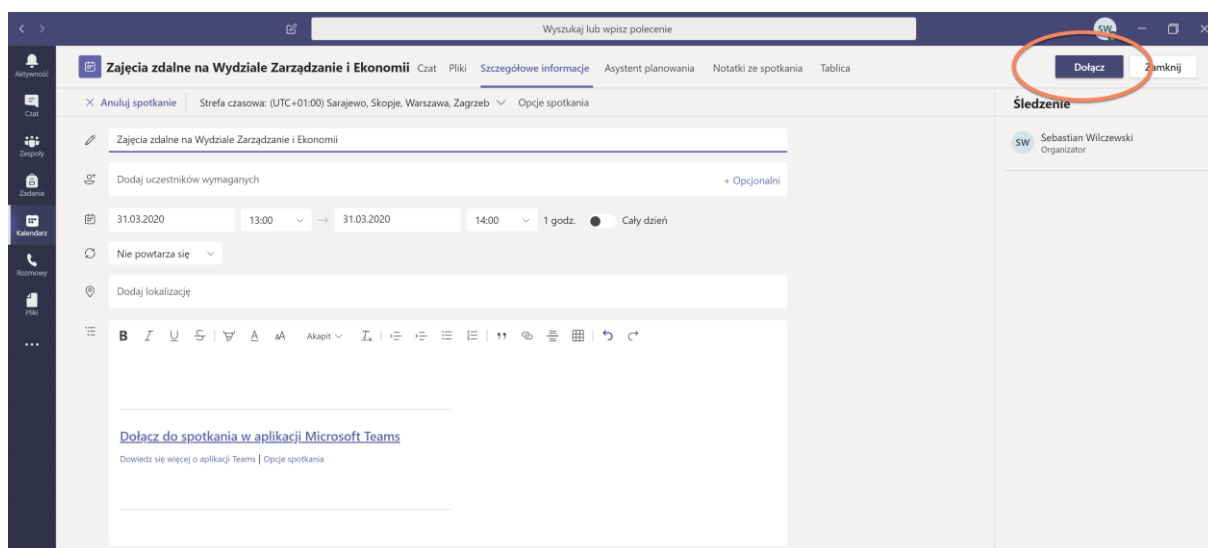 Wyszukaj lub wpisz polecenie
SW
Aktywność
Czat
Zespoły
Zadania
Kalendarz
Rozmowy
Pliki
Zajęcia zdalne na Wydziale Zarządzanie i Ekonomii Czat Pliki Szczegółowe informacje Asystent planowania Notatki ze spotkania Tablica
Dołącz Zamknij
Anuluj spotkanie Strefa czasowa: (UTC+01:00) Sarajewo, Skopje, Warszawa, Zagrzeb Opcje spotkania
Zajęcia zdalne na Wydziale Zarządzanie i Ekonomii
Dodaj uczestników wymaganych + Opcjonalni
31.03.2020 13:00 → 31.03.2020 14:00 1 godz. Cały dzień
Nie powtarza się
Dodaj lokalizację
B I U S A AA Akapit Ix
Dołącz do spotkania w aplikacji Microsoft Teams
Dowiedz się więcej o aplikacji Teams | Opcje spotkania
Śledzenie
SW Sebastian Wilczewski
Organizator